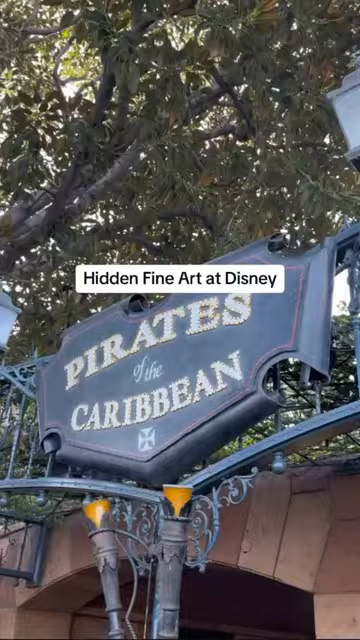 Hidden Fine Art at Disney
PIRATES
of the
CARIBBEAN